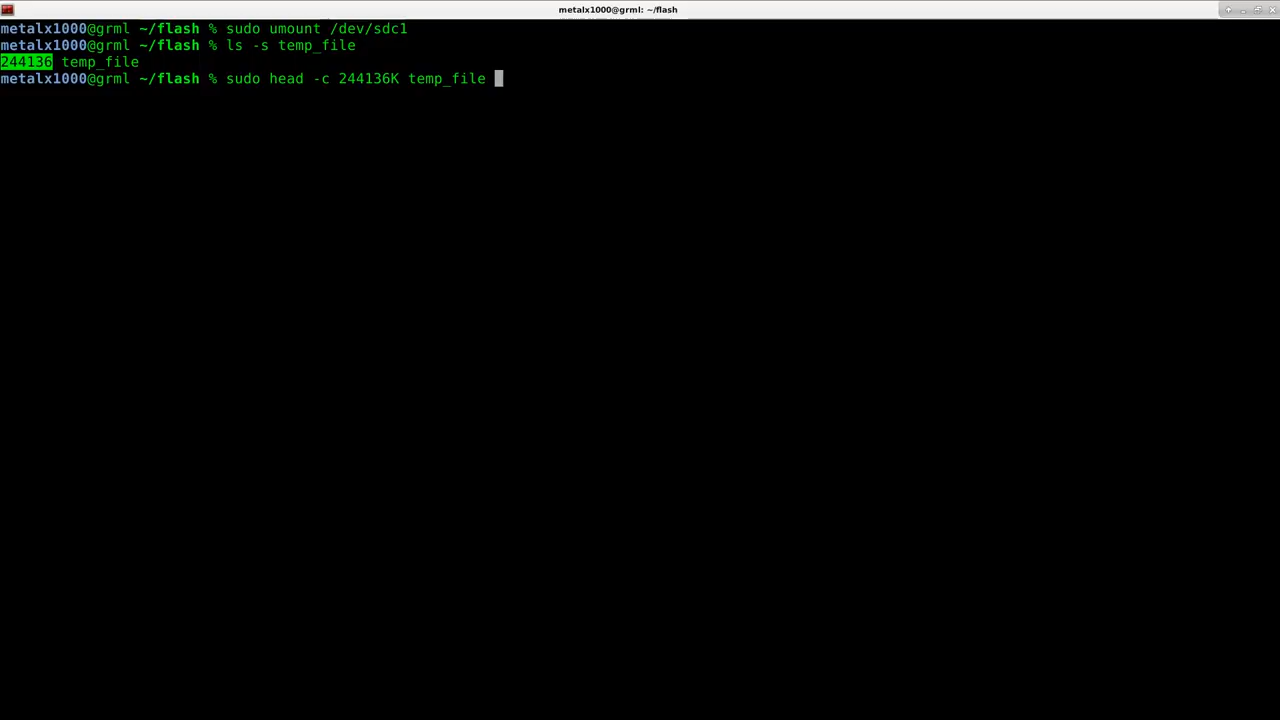 metalx1000@grml: ~/flash
metalx1000@grml ~/flash % sudo umount /dev/sdc1
metalx1000@grml ~/flash % ls -s temp_file
244136 temp_file
metalx1000@grml ~/flash % sudo head -c 244136K temp_file